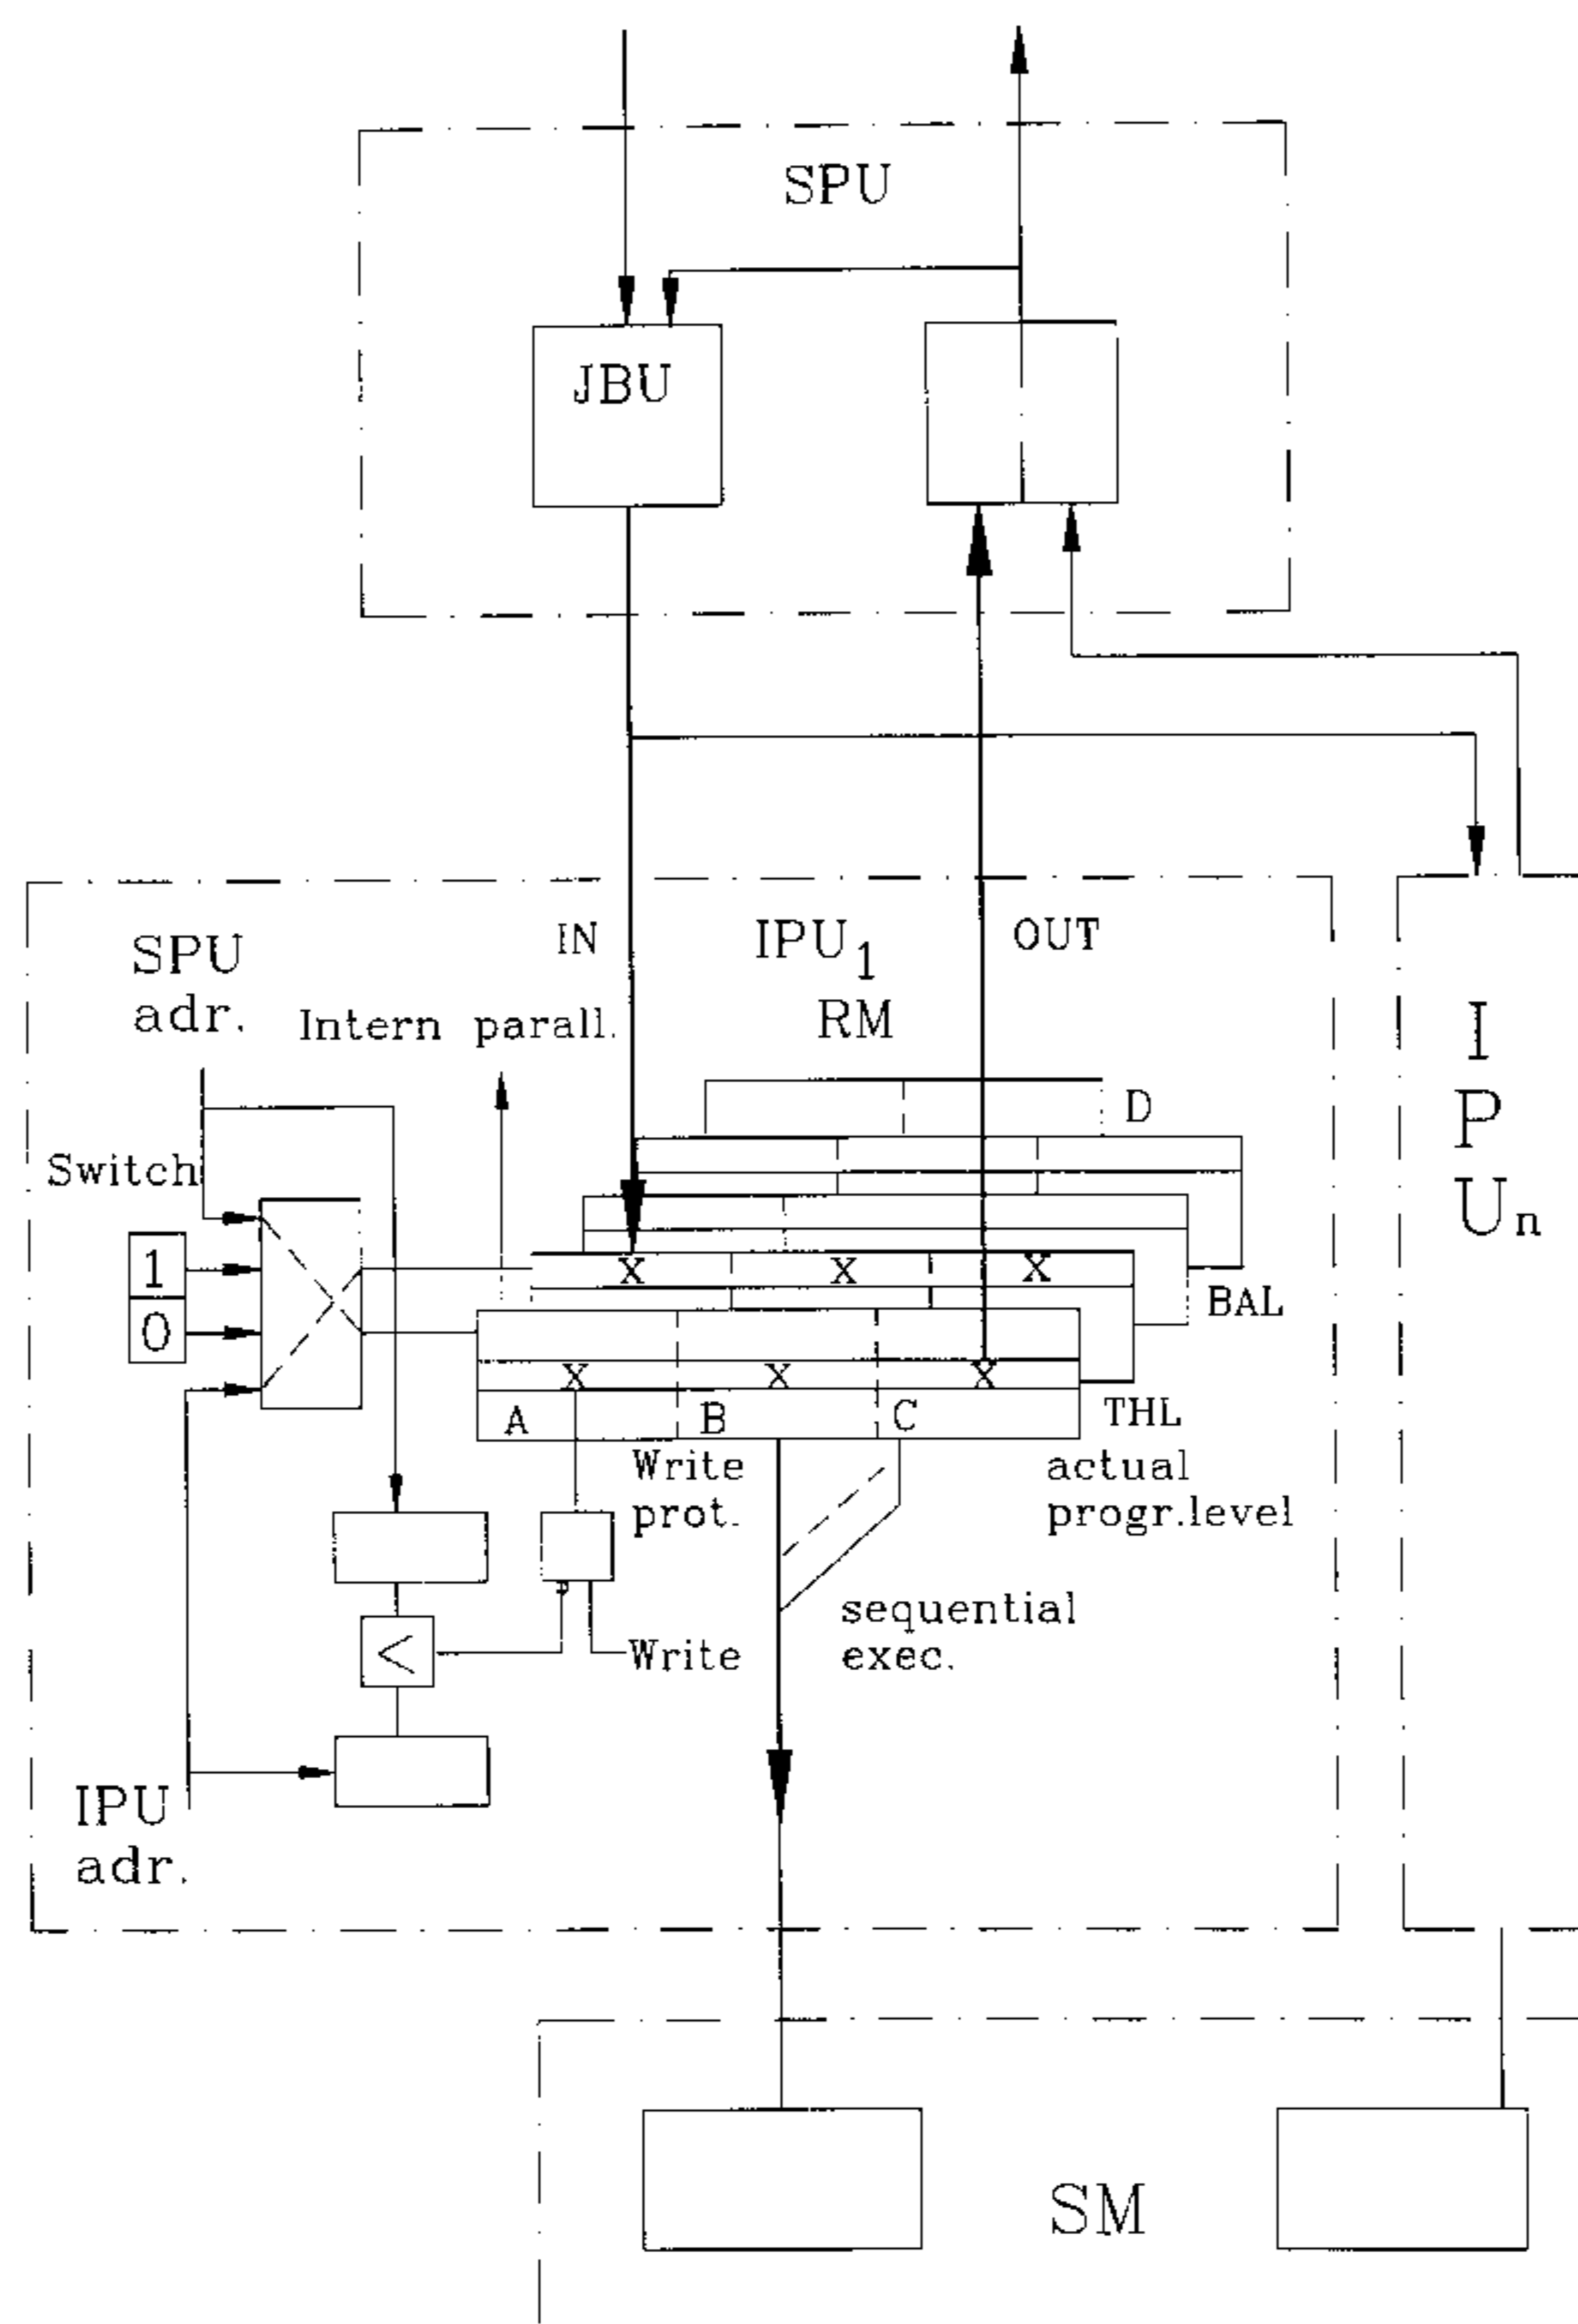 SPU
JBU
IN
IPU1
OUT
SPU
adr.
Intern parall.
RM
I
P
Un
D
Switch
1
0
X X X
BAL
X X X
A B C
THL
Write
prot.
actual
progr.level
<
Write
sequential
exec.
IPU
adr.
SM